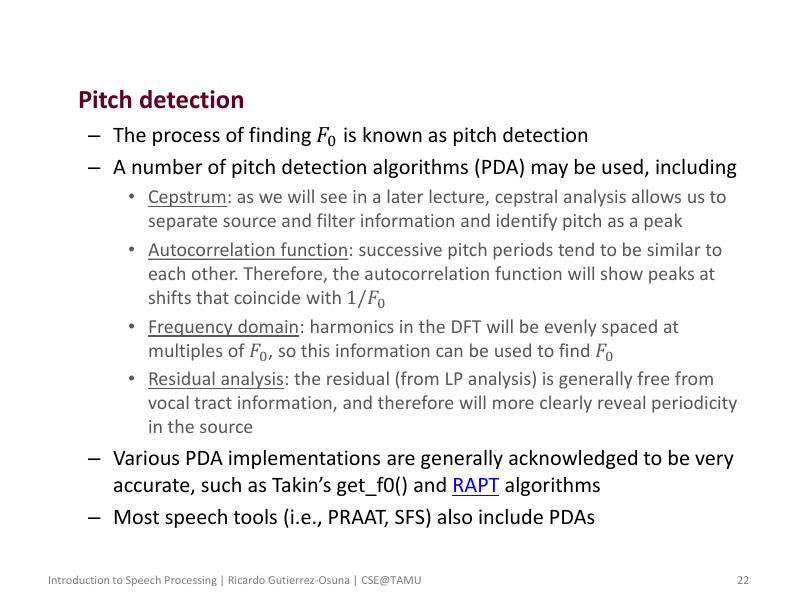 Pitch detection
– The process of finding F₀ is known as pitch detection
– A number of pitch detection algorithms (PDA) may be used, including
• Cepstrum: as we will see in a later lecture, cepstral analysis allows us to
separate source and filter information and identify pitch as a peak
• Autocorrelation function: successive pitch periods tend to be similar to
each other. Therefore, the autocorrelation function will show peaks at
shifts that coincide with 1/F₀
• Frequency domain: harmonics in the DFT will be evenly spaced at
multiples of F₀, so this information can be used to find F₀
• Residual analysis: the residual (from LP analysis) is generally free from
vocal tract information, and therefore will more clearly reveal periodicity
in the source
– Various PDA implementations are generally acknowledged to be very
accurate, such as Takin’s get_f0() and RAPT algorithms
– Most speech tools (i.e., PRAAT, SFS) also include PDAs
Introduction to Speech Processing | Ricardo Gutierrez-Osuna | CSE@TAMU 22